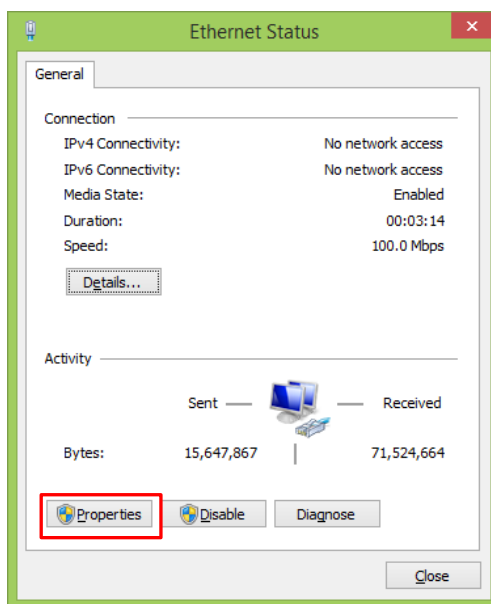 Ethernet Status
General
Connection
IPv4 Connectivity: No network access
IPv6 Connectivity: No network access
Media State: Enabled
Duration: 00:03:14
Speed: 100.0 Mbps
Details...
Activity
Sent Received
Bytes: 15,647,867 71,524,664
Properties Disable Diagnose
Close